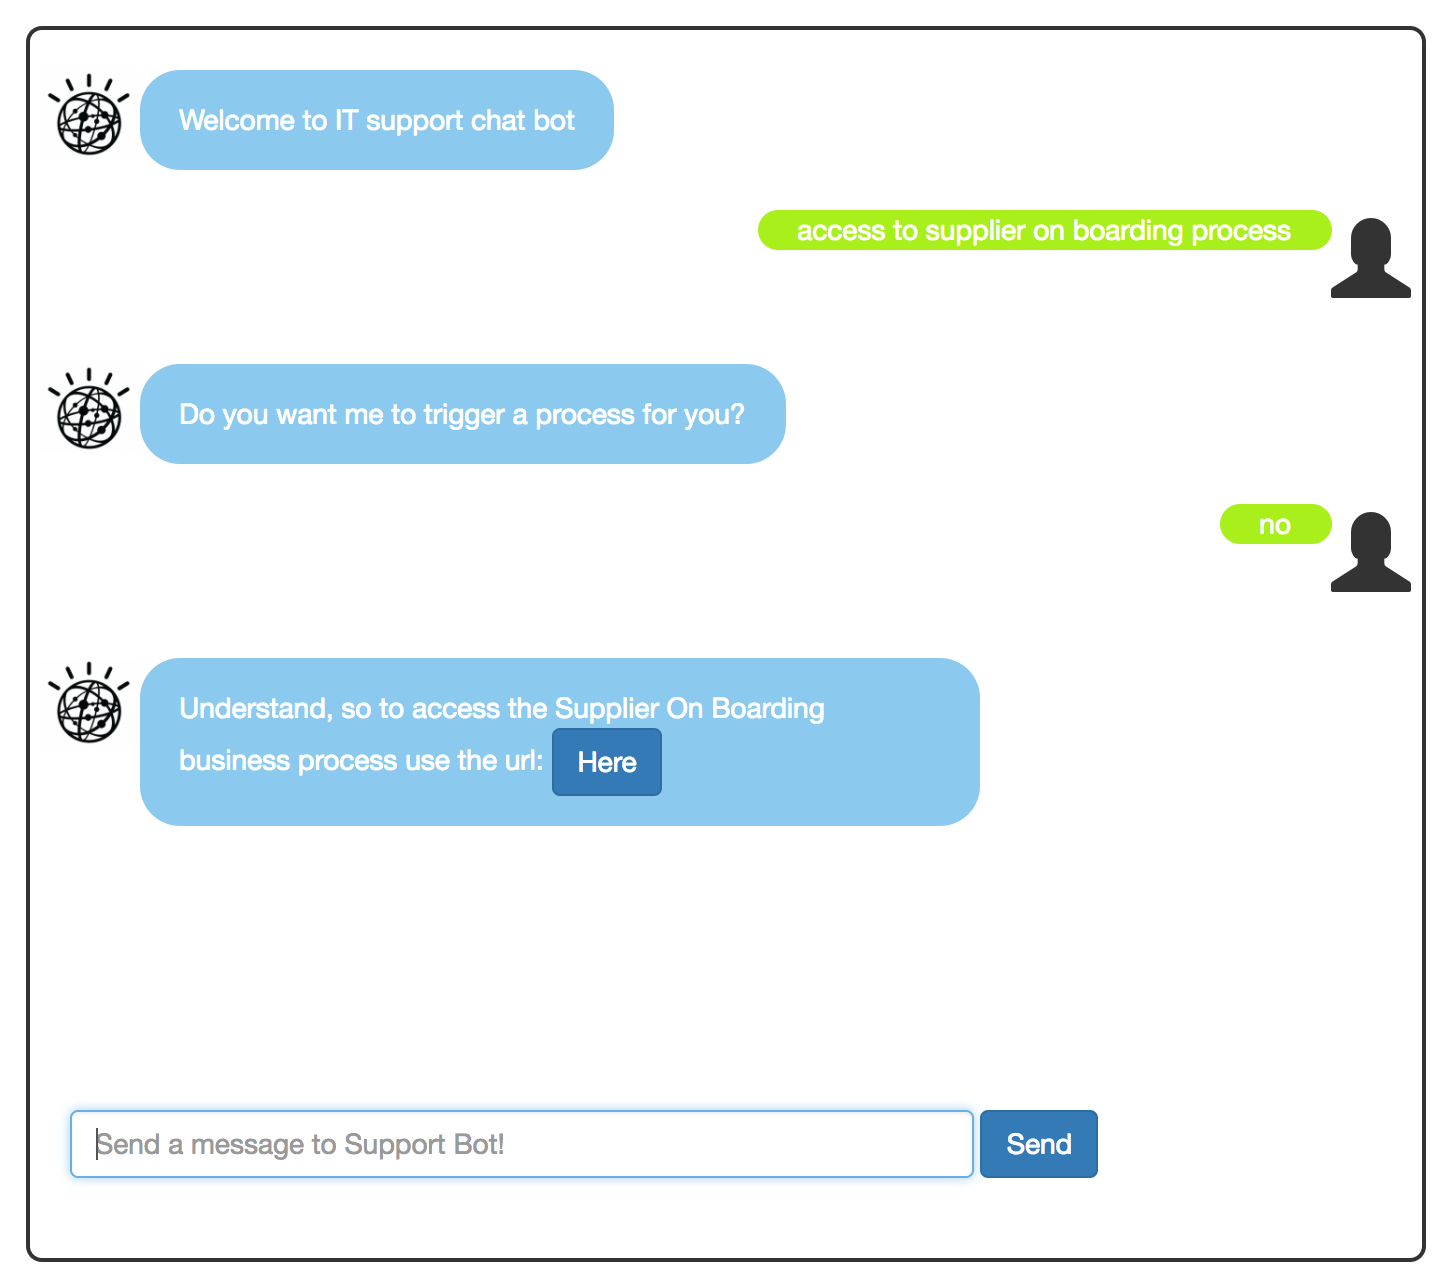 Welcome to IT support chat bot
access to supplier on boarding process
Do you want me to trigger a process for you?
no
Understand, so to access the Supplier On Boarding
business process use the url: Here
Send a message to Support Bot! Send